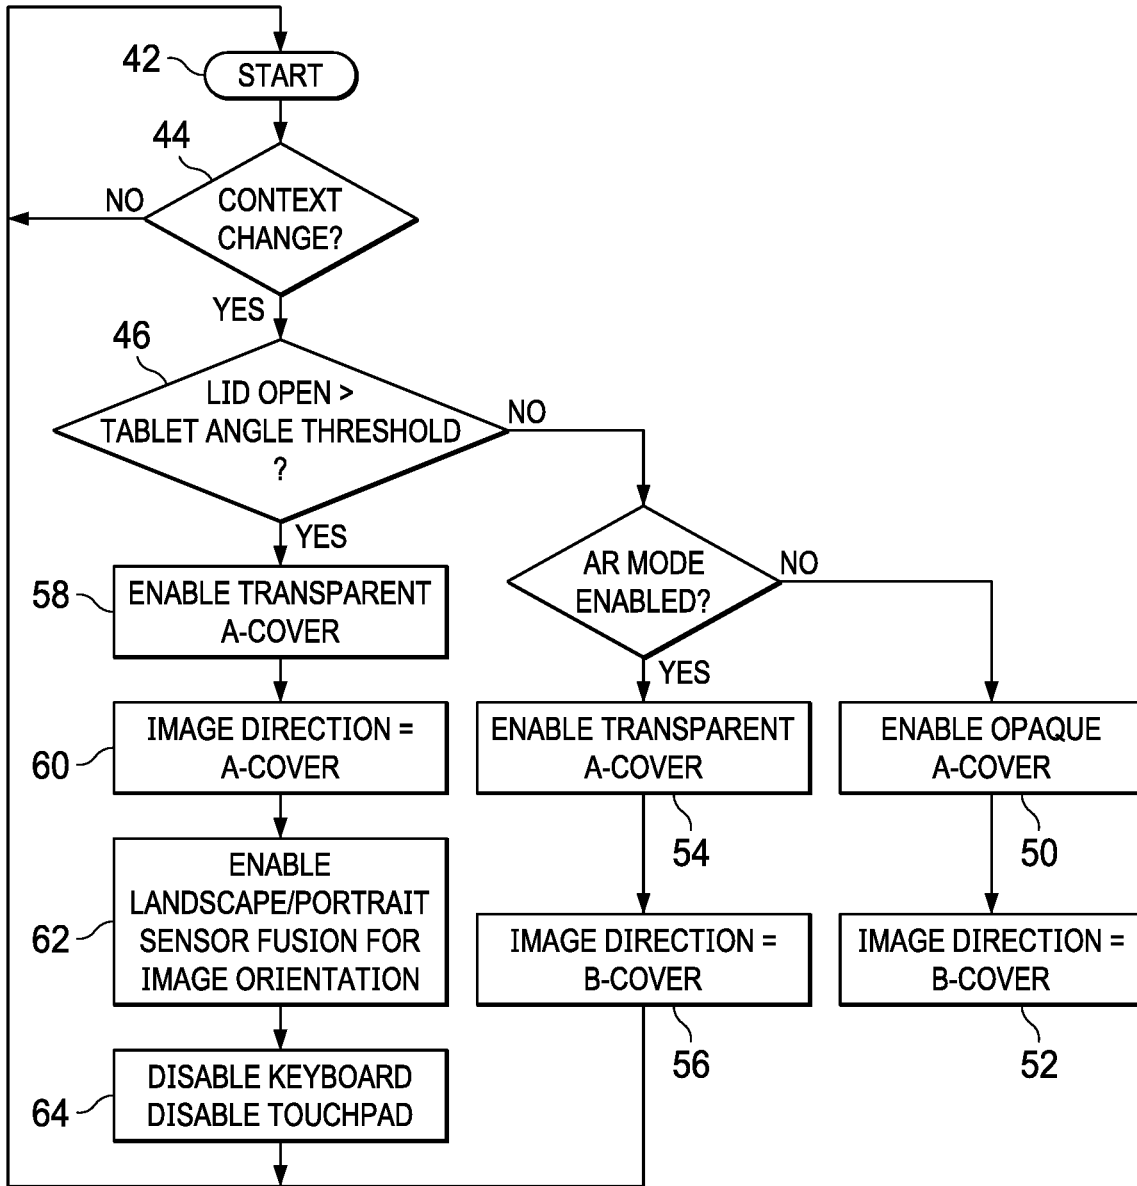 42
START
44
CONTEXT
CHANGE?
NO
YES
46
LID OPEN >
TABLET ANGLE THRESHOLD
?
NO
YES
AR MODE
ENABLED?
NO
YES
58
ENABLE TRANSPARENT
A-COVER
60
IMAGE DIRECTION =
A-COVER
ENABLE TRANSPARENT
A-COVER
54
ENABLE OPAQUE
A-COVER
50
62
ENABLE
LANDSCAPE/PORTRAIT
SENSOR FUSION FOR
IMAGE ORIENTATION
IMAGE DIRECTION =
B-COVER
56
IMAGE DIRECTION =
B-COVER
52
64
DISABLE KEYBOARD
DISABLE TOUCHPAD